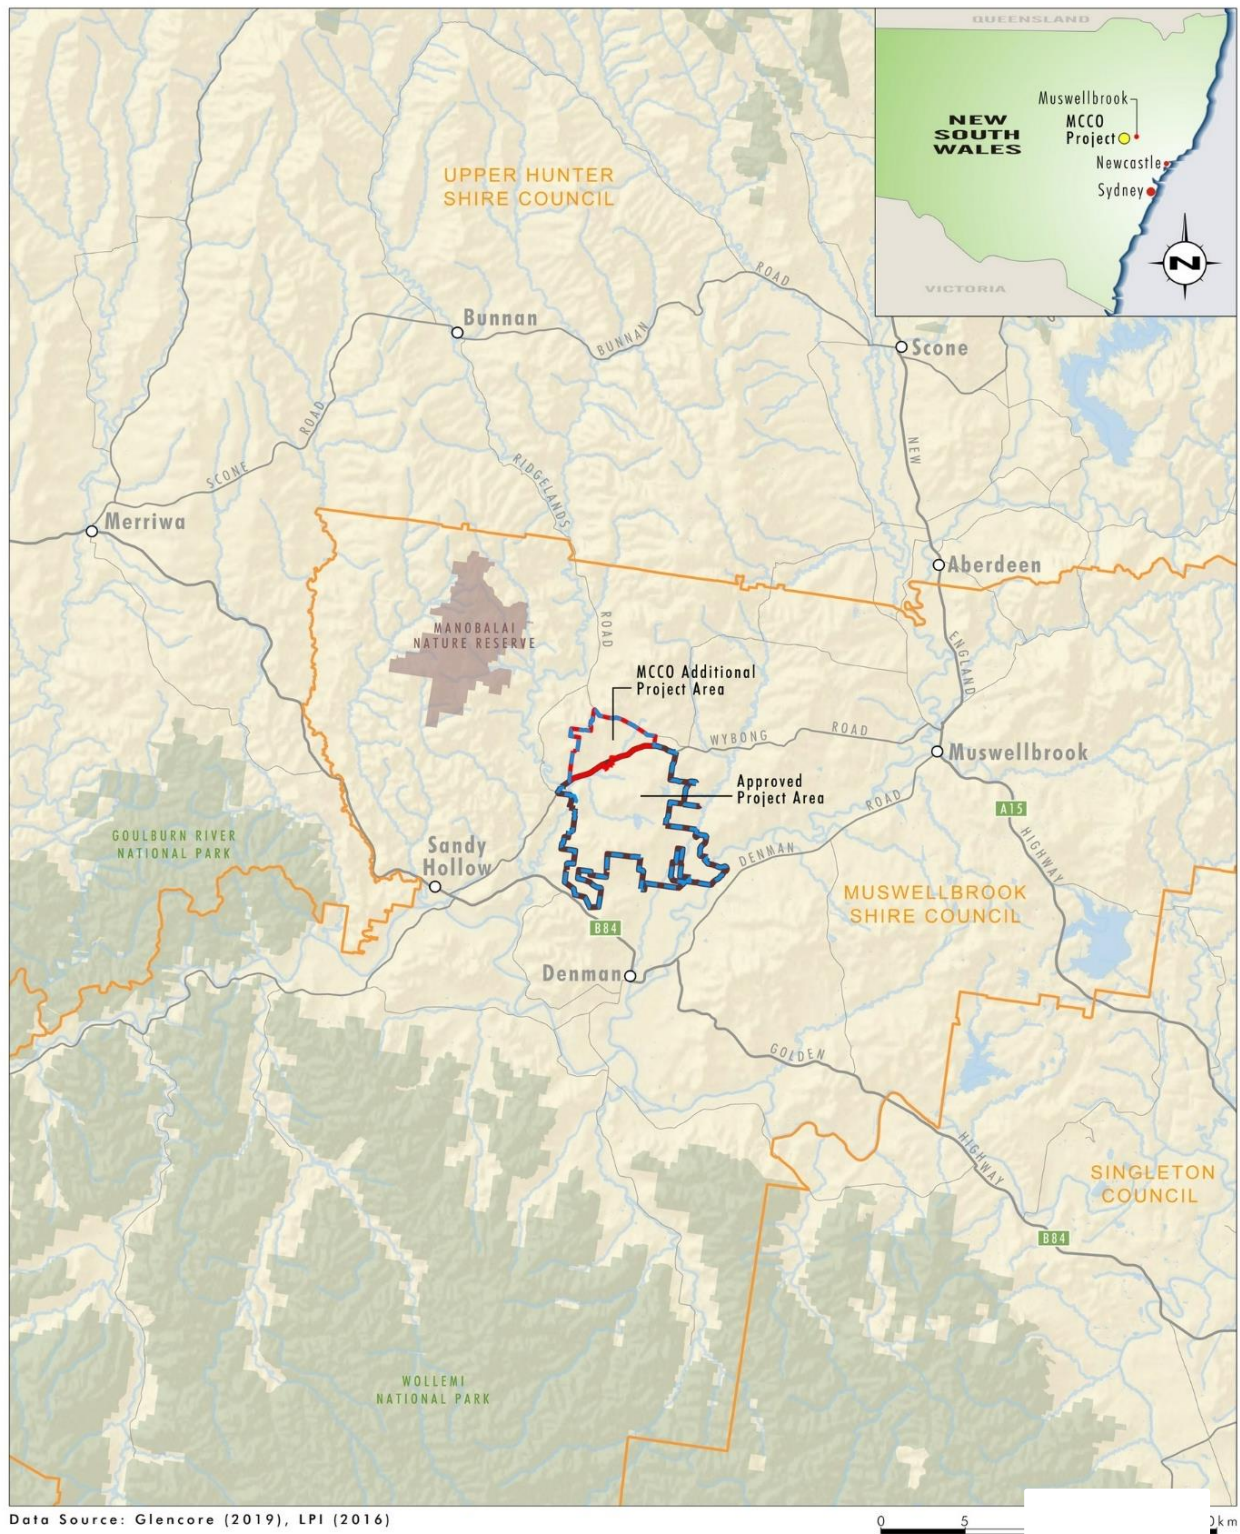 QUEENSLAND
Muswellbrook
MCCO
Project
NEW
SOUTH
WALES
Newcastle
Sydney
N
VICTORIA
UPPER HUNTER
SHIRE COUNCIL
ROAD
Bunnan
BUNNAN
Scone
ROAD
SCONE
NEW
RIDGELANDS
Merriwa
Aberdeen
MANOBALAI
NATURE RESERVE
ROAD
ENGLAND
MCCO Additional
Project Area
WYBONG
ROAD
Muswellbrook
Approved
Project Area
ROAD
A15
HIGHWAY
GOULBURN RIVER
NATIONAL PARK
Sandy
Hollow
DENMAN
MUSWELLBROOK
SHIRE COUNCIL
B84
Denman
GOLDEN
HIGHWAY
SINGLETON
COUNCIL
B84
WOLLEMI
NATIONAL PARK
Data Source: Glencore (2019), LPI (2016)
0 5 0km